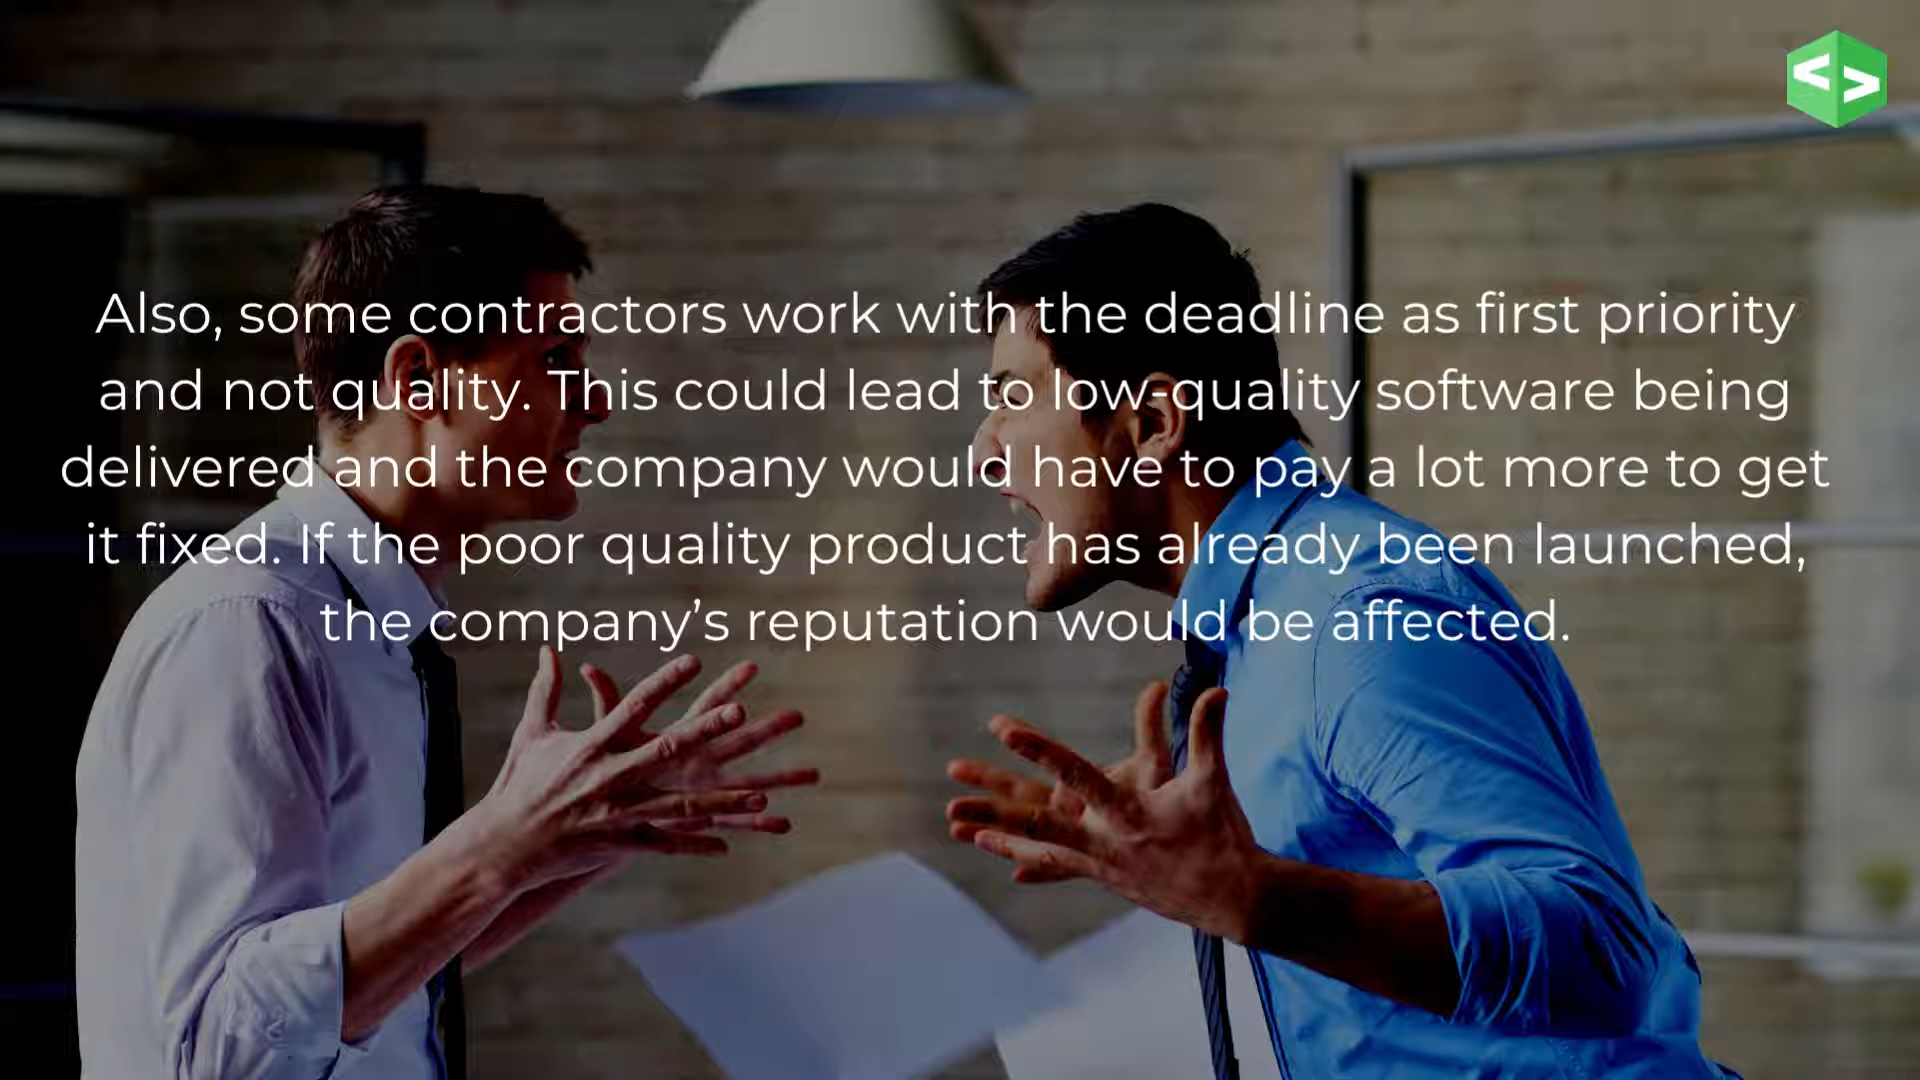 Also, some contractors work with the deadline as first priority
and not quality. This could lead to low-quality software being
delivered and the company would have to pay a lot more to get
it fixed. If the poor quality product has already been launched,
the company’s reputation would be affected.